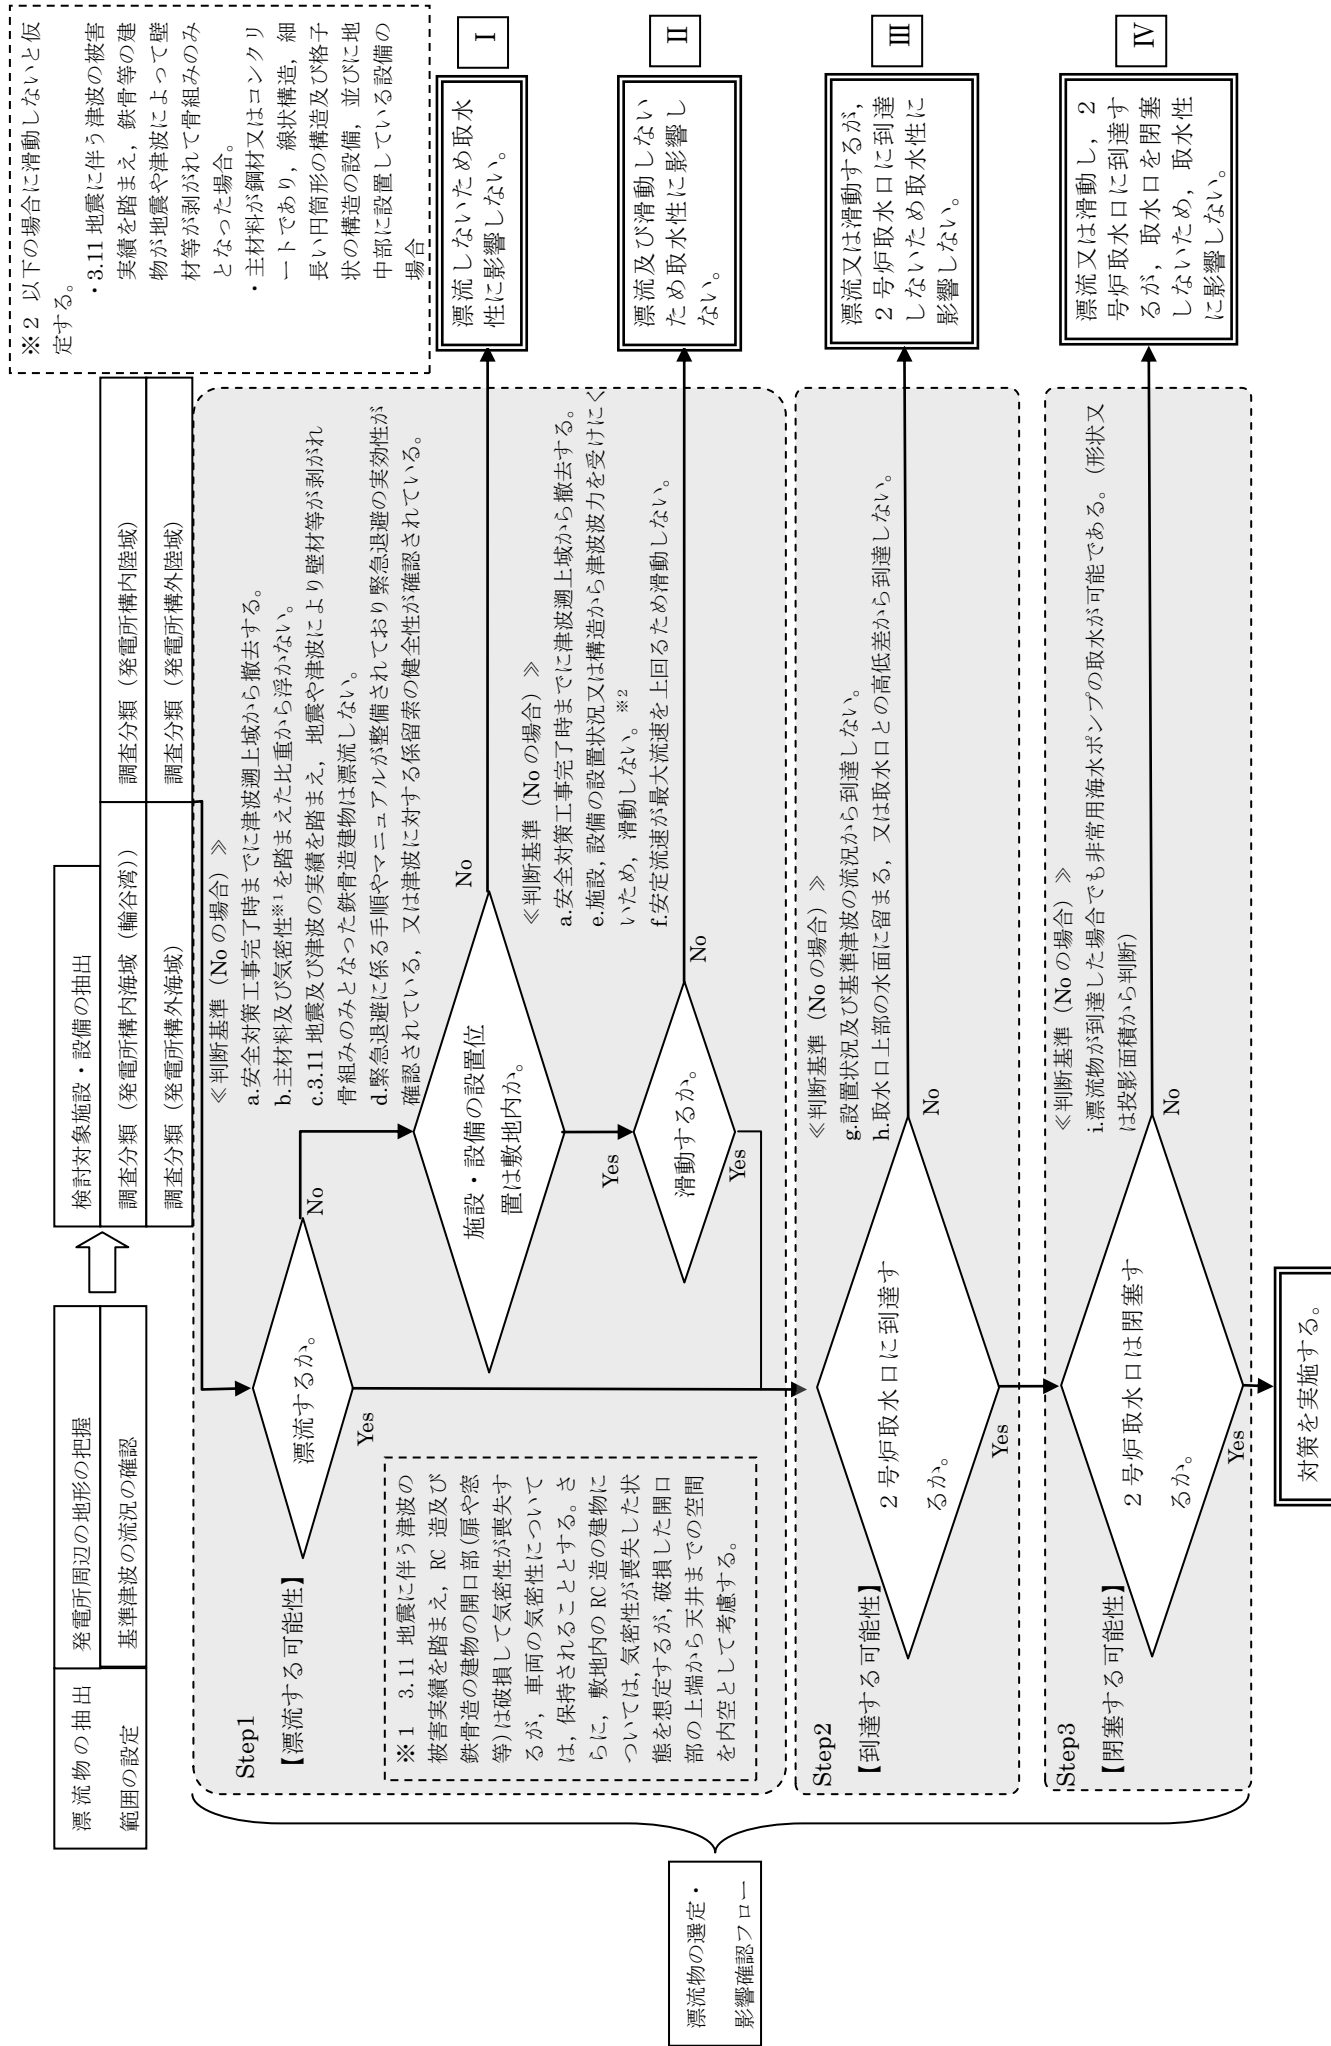 漂流物の抽出
範囲の設定
発電所周辺の地形の把握
基準津波の流況の確認
検討対象施設・設備の抽出
調査分類（発電所構内海域（輪谷湾））
調査分類（発電所構内陸域）
調査分類（発電所構外海域）
調査分類（発電所構外陸域）
※２ 以下の場合に滑動しないと仮
定する。
・3.11 地震に伴う津波の被害
実績を踏まえ，鉄骨等の建
物が地震や津波によって壁
材等が剥がれて骨組みのみ
となった場合。
・主材料が鋼材又はコンクリ
ートであり，線状構造，細
長い円筒形の構造及び格子
状の構造の設備，並びに地
中部に設置している設備の
場合
漂流物の選定・
影響確認フロー
Step1
【漂流する可能性】
漂流するか。
Yes
No
≪判断基準（No の場合）≫
a.安全対策工事完了時までに津波遡上域から撤去する。
b.主材料及び気密性※1を踏まえた比重から浮かない。
c.3.11 地震及び津波の実績を踏まえ，地震や津波により壁材等が剥がれ
骨組みのみとなった鉄骨造建物は漂流しない。
d.緊急退避に係る手順やマニュアルが整備されており緊急退避の実効性が
確認されている，又は津波に対する係留索の健全性が確認されている。
※１ 3.11 地震に伴う津波の
被害実績を踏まえ，RC 造及び
鉄骨造の建物の開口部(扉や窓
等)は破損して気密性が喪失す
るが，車両の気密性について
は，保持されることとする。さ
らに，敷地内の RC 造の建物に
ついては，気密性が喪失した状
態を想定するが，破損した開口
部の上端から天井までの空間
を内空として考慮する。
施設・設備の設置位
置は敷地内か。
No
Yes
漂流しないため取水
性に影響しない。
Ⅰ
≪判断基準（No の場合）≫
a.安全対策工事完了時までに津波遡上域から撤去する。
e.施設，設備の設置状況又は構造から津波波力を受けにく
いため，滑動しない。※2
f.安定流速が最大流速を上回るため滑動しない。
滑動するか。
No
Yes
漂流及び滑動しない
ため取水性に影響し
ない。
Ⅱ
Step2
【到達する可能性】
２号炉取水口に到達す
るか。
Yes
No
≪判断基準（No の場合）≫
g.設置状況及び基準津波の流況から到達しない。
h.取水口上部の水面に留まる，又は取水口との高低差から到達しない。
漂流又は滑動するが，
２号炉取水口に到達
しないため取水性に
影響しない。
Ⅲ
Step3
【閉塞する可能性】
２号炉取水口は閉塞す
るか。
Yes
No
≪判断基準（No の場合）≫
i.漂流物が到達した場合でも非常用海水ポンプの取水が可能である。（形状又
は投影面積から判断）
漂流又は滑動し，２
号炉取水口に到達す
るが，取水口を閉塞
しないため，取水性
に影響しない。
Ⅳ
対策を実施する。